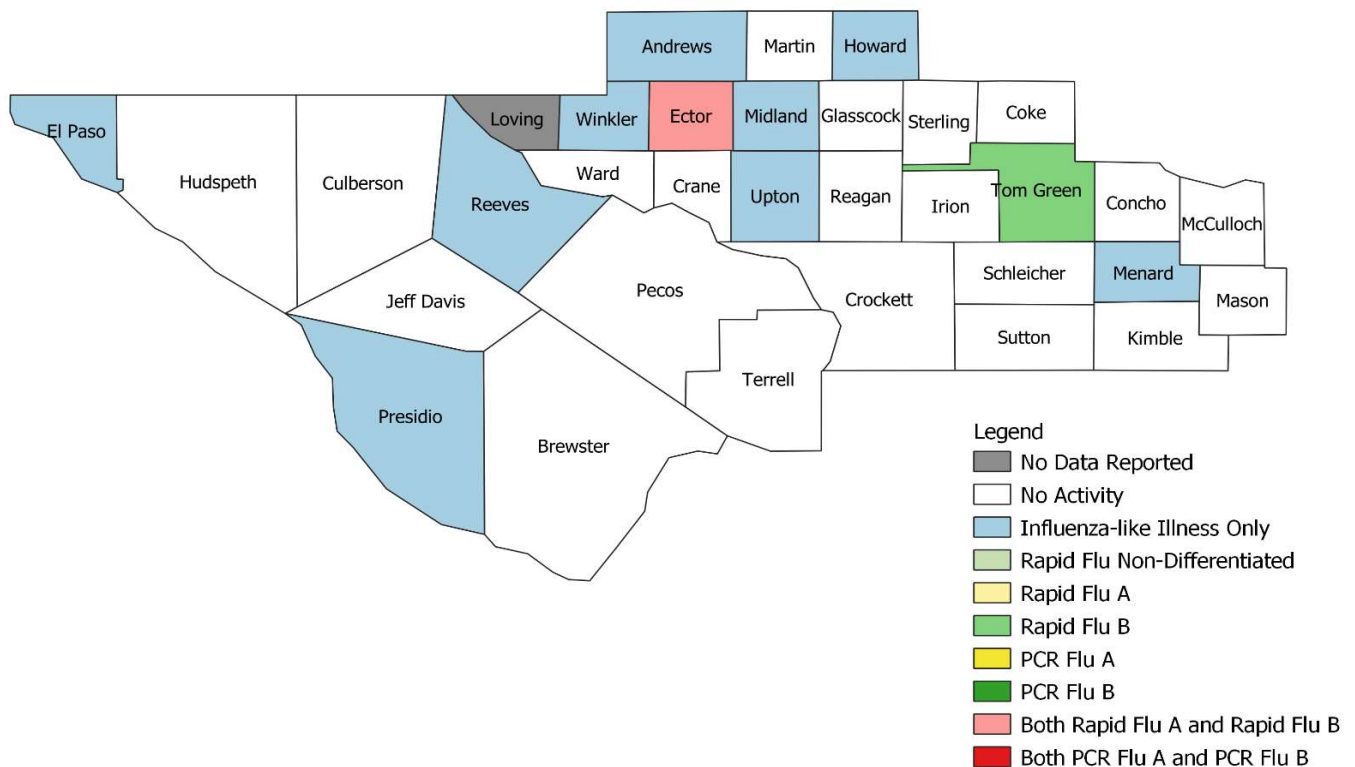 Andrews
Martin
Howard
El Paso
Hudspeth
Culberson
Loving
Winkler
Ector
Midland
Glasscock
Sterling
Coke
Reeves
Ward
Crane
Upton
Reagan
Irion
Tom Green
Concho
McCulloch
Jeff Davis
Pecos
Crockett
Schleicher
Menard
Mason
Sutton
Kimble
Terrell
Presidio
Brewster
Legend
No Data Reported
No Activity
Influenza-like Illness Only
Rapid Flu Non-Differentiated
Rapid Flu A
Rapid Flu B
PCR Flu A
PCR Flu B
Both Rapid Flu A and Rapid Flu B
Both PCR Flu A and PCR Flu B